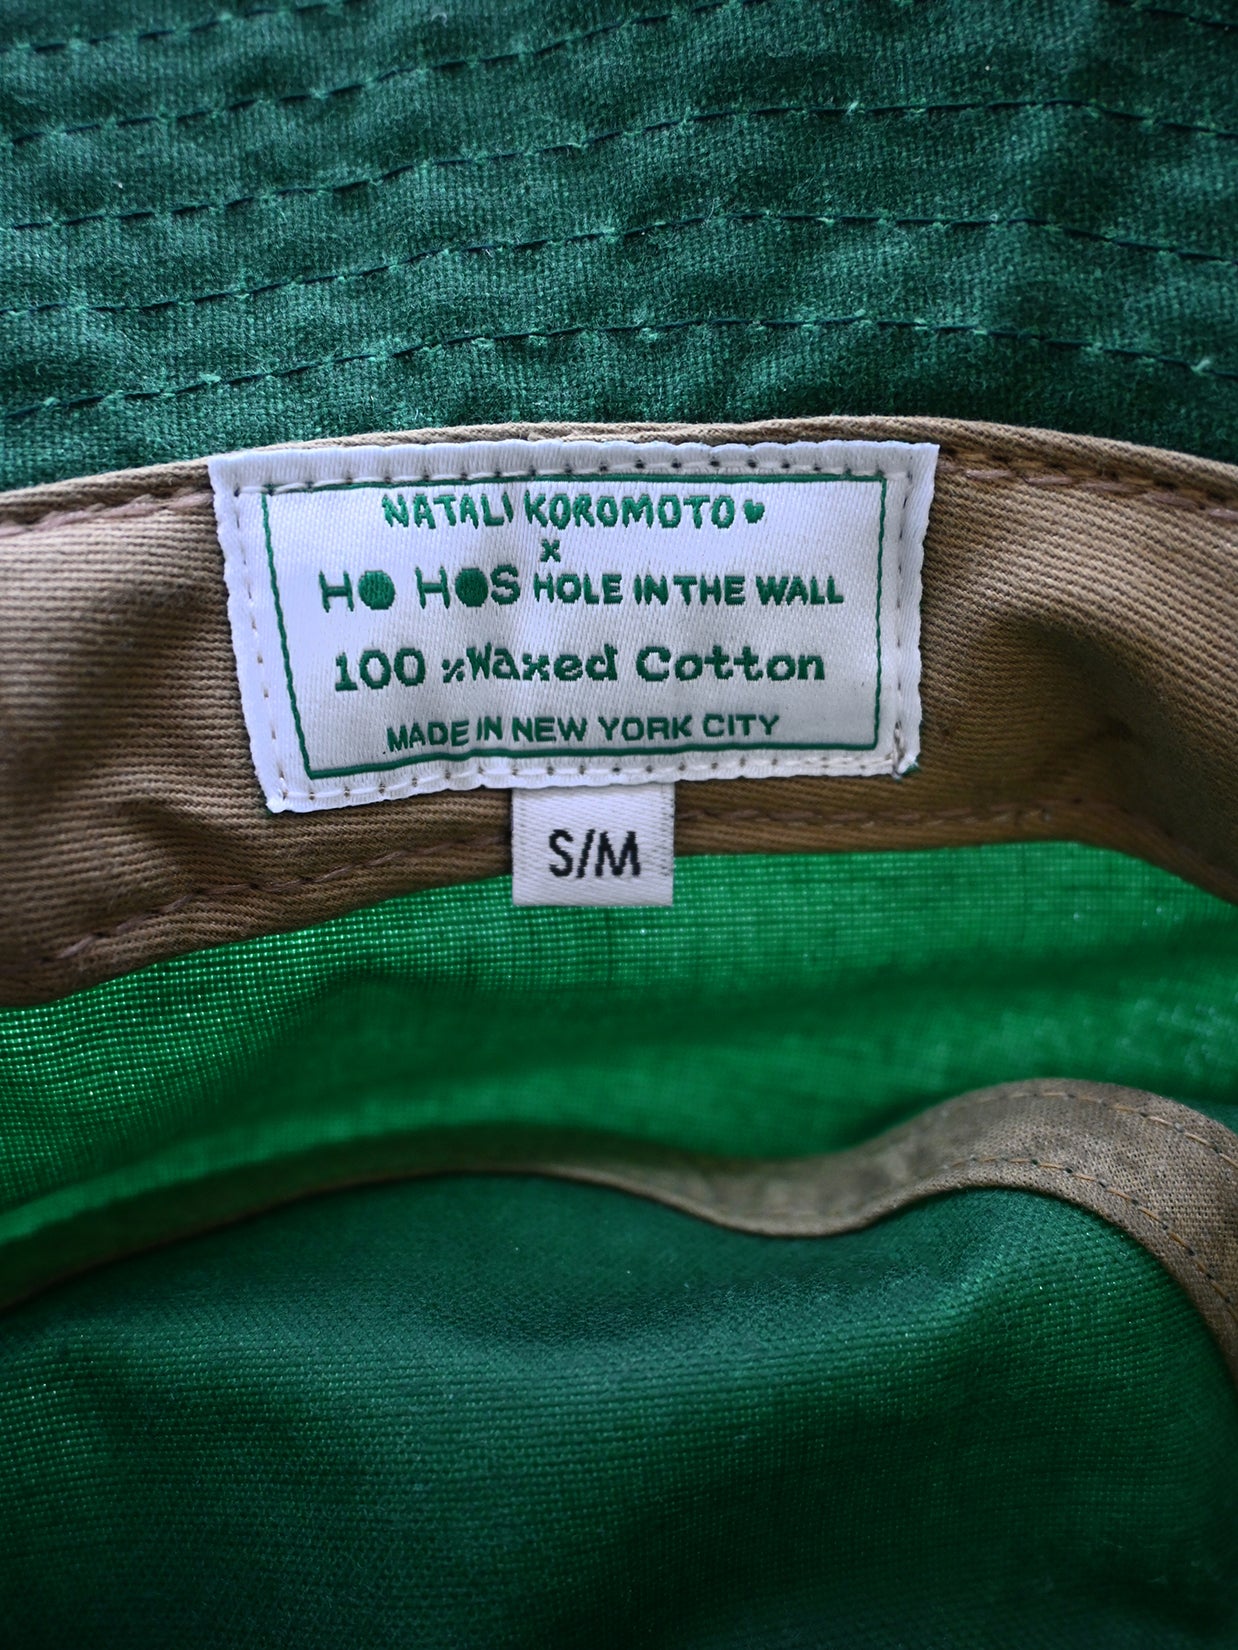 NATALI KOROMOTO ♥
x
HO HOS HOLE IN THE WALL
100 % Waxed Cotton
MADE IN NEW YORK CITY
S/M